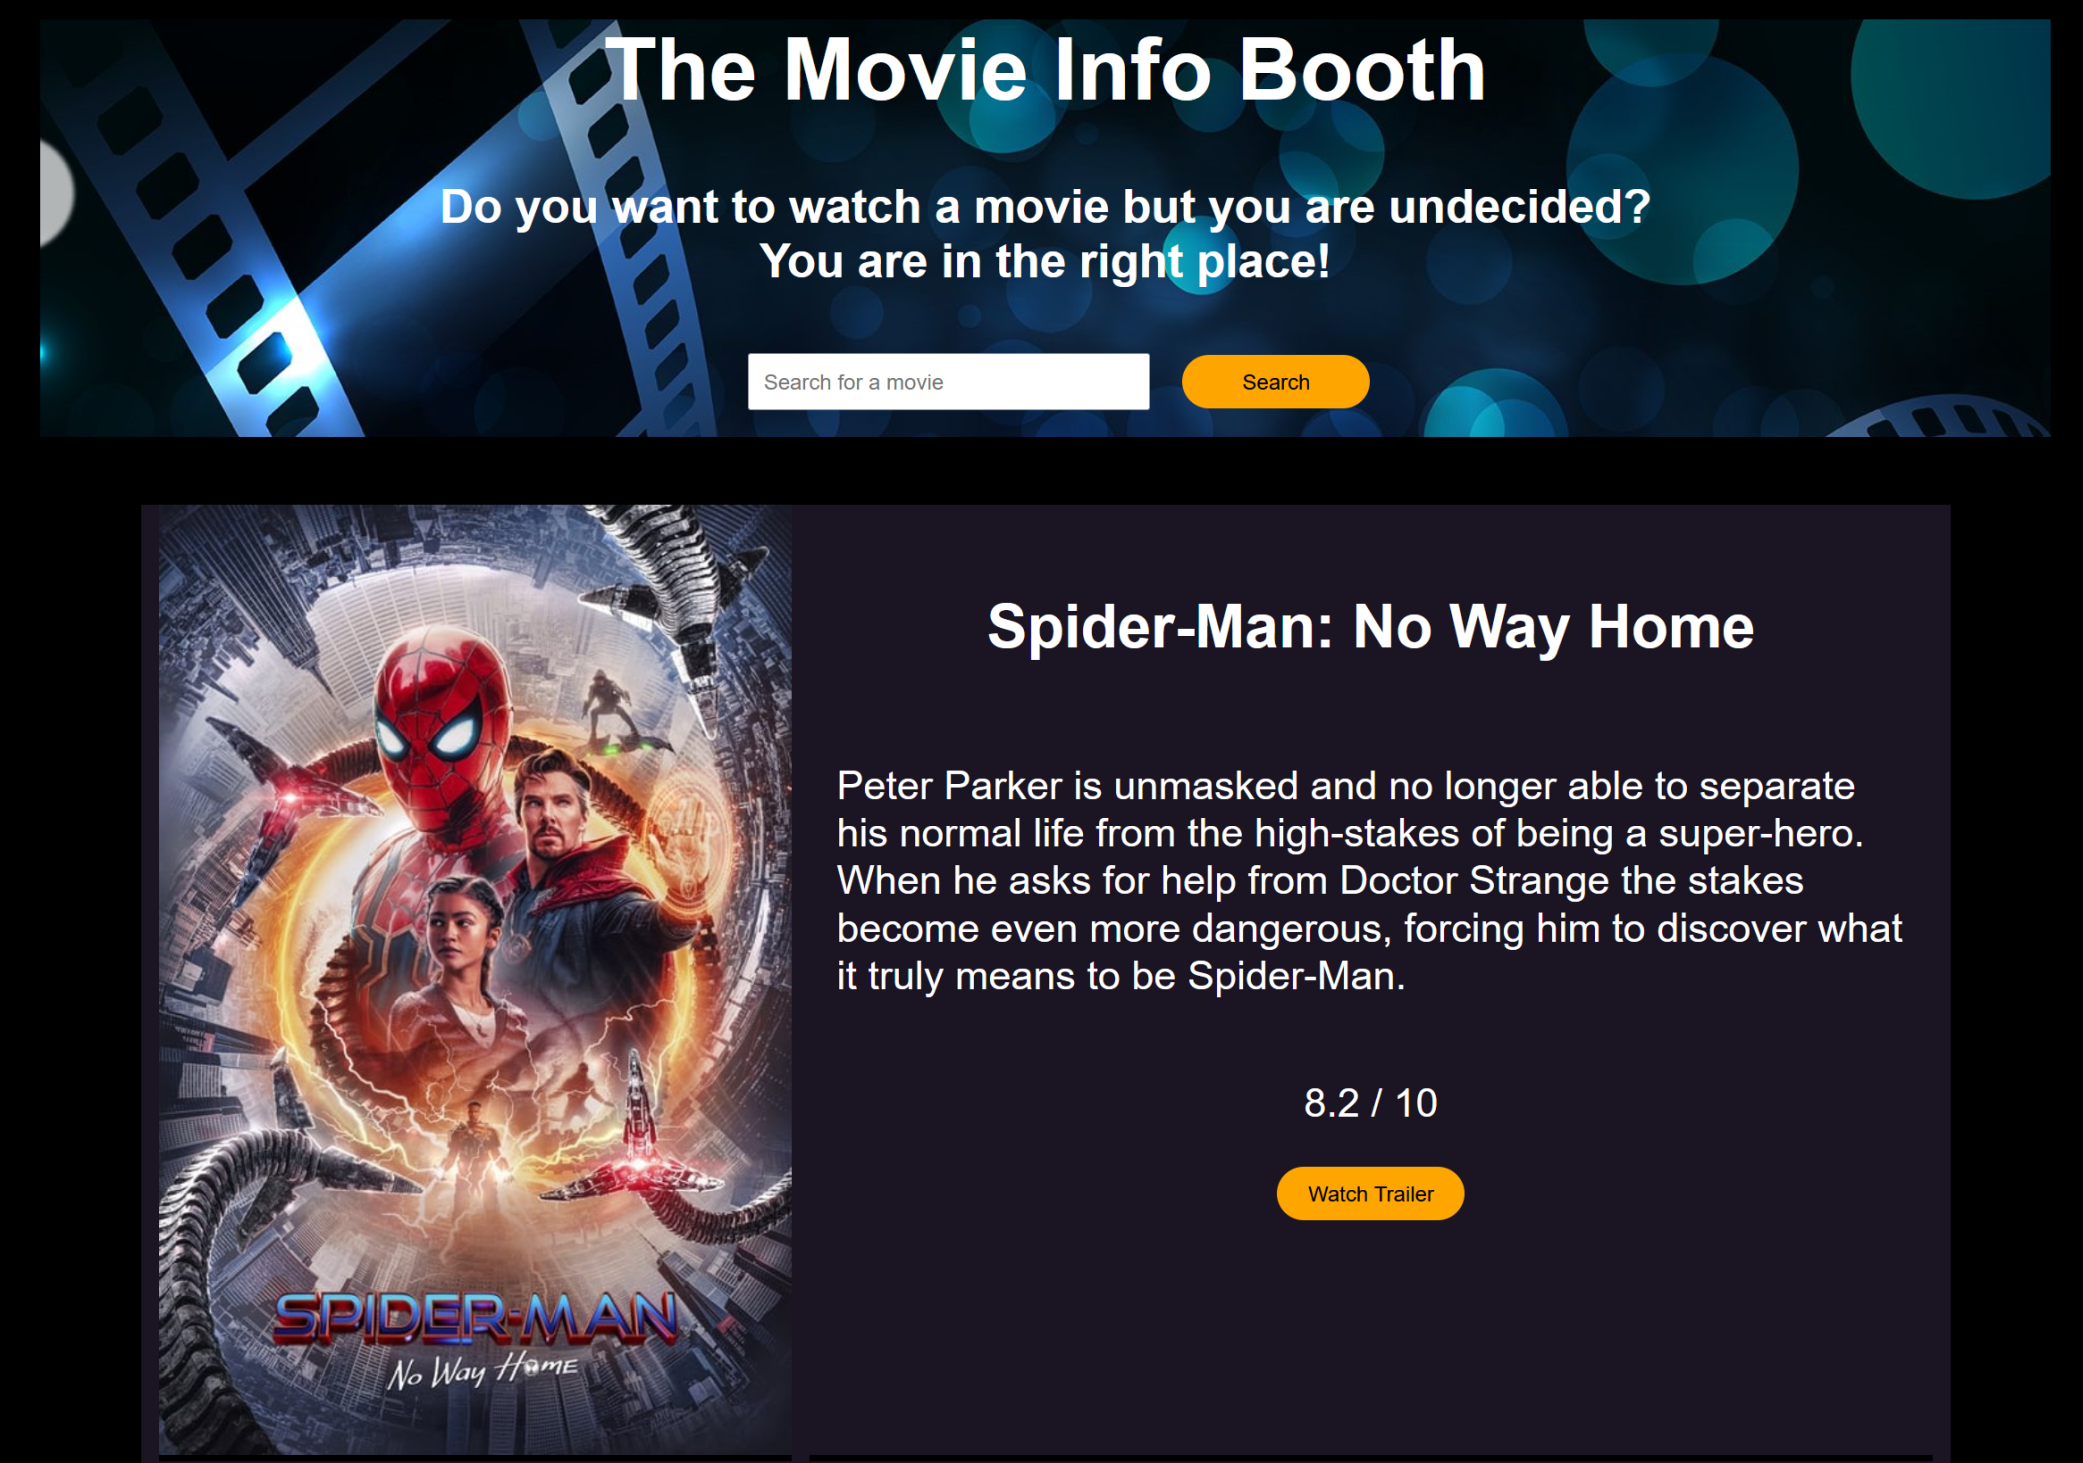 The Movie Info Booth
Do you want to watch a movie but you are undecided?
You are in the right place!
Search for a movie
Search
Spider-Man: No Way Home
Peter Parker is unmasked and no longer able to separate
his normal life from the high-stakes of being a super-hero.
When he asks for help from Doctor Strange the stakes
become even more dangerous, forcing him to discover what
it truly means to be Spider-Man.
8.2 / 10
Watch Trailer
SPIDER-MAN
No Way Home